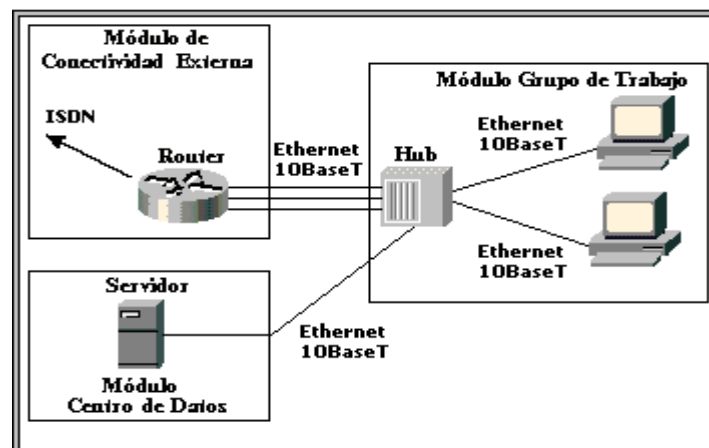 Módulo de
Conectividad Externa
ISDN
Router
Ethernet
10BaseT
Módulo Grupo de Trabajo
Hub
Ethernet
10BaseT
Ethernet
10BaseT
Servidor
Módulo
Centro de Datos
Ethernet
10BaseT